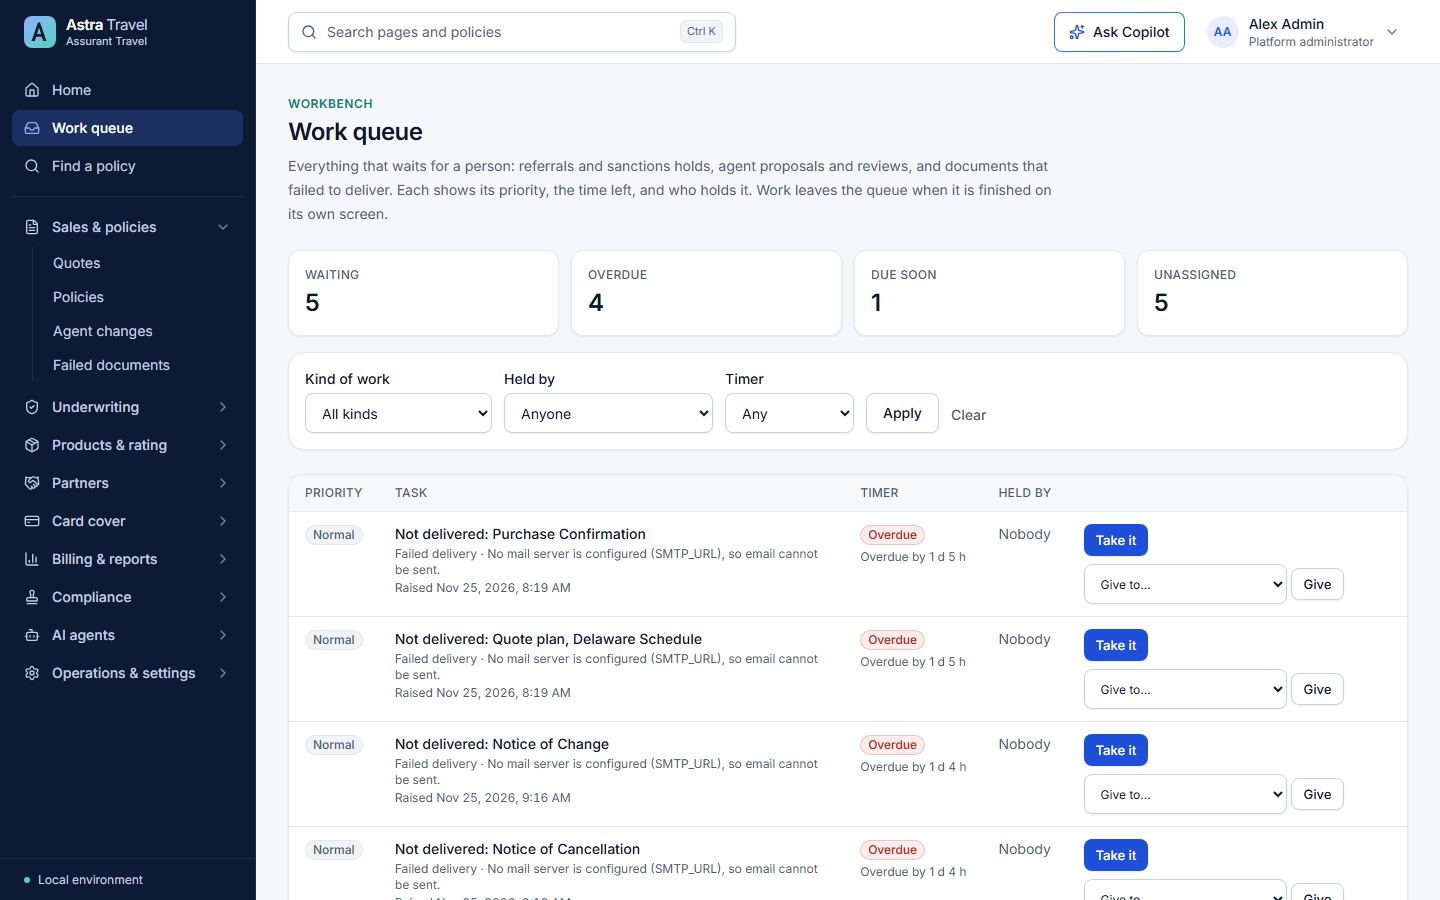 Astra Travel
Assurant Travel
Search pages and policies
Ctrl K
Ask Copilot
AA
Alex Admin
Platform administrator
Home
Work queue
Find a policy
Sales & policies
Quotes
Policies
Agent changes
Failed documents
Underwriting
Products & rating
Partners
Card cover
Billing & reports
Compliance
AI agents
Operations & settings
Local environment
WORKBENCH
Work queue
Everything that waits for a person: referrals and sanctions holds, agent proposals and reviews, and documents that
failed to deliver. Each shows its priority, the time left, and who holds it. Work leaves the queue when it is finished on
its own screen.
WAITING
5
OVERDUE
4
DUE SOON
1
UNASSIGNED
5
Kind of work
Held by
Timer
All kinds
Anyone
Any
Apply
Clear
PRIORITY TASK TIMER HELD BY
Normal
Not delivered: Purchase Confirmation
Failed delivery · No mail server is configured (SMTP_URL), so email cannot
be sent.
Raised Nov 25, 2026, 8:19 AM
Overdue
Overdue by 1 d 5 h
Nobody
Take it
Give to...
Give
Normal
Not delivered: Quote plan, Delaware Schedule
Failed delivery · No mail server is configured (SMTP_URL), so email cannot
be sent.
Raised Nov 25, 2026, 8:19 AM
Overdue
Overdue by 1 d 5 h
Nobody
Take it
Give to...
Give
Normal
Not delivered: Notice of Change
Failed delivery · No mail server is configured (SMTP_URL), so email cannot
be sent.
Raised Nov 25, 2026, 9:16 AM
Overdue
Overdue by 1 d 4 h
Nobody
Take it
Give to...
Give
Normal
Not delivered: Notice of Cancellation
Failed delivery · No mail server is configured (SMTP_URL), so email cannot
be sent.
Overdue
Overdue by 1 d 4 h
Nobody
Take it
Give to...
Give